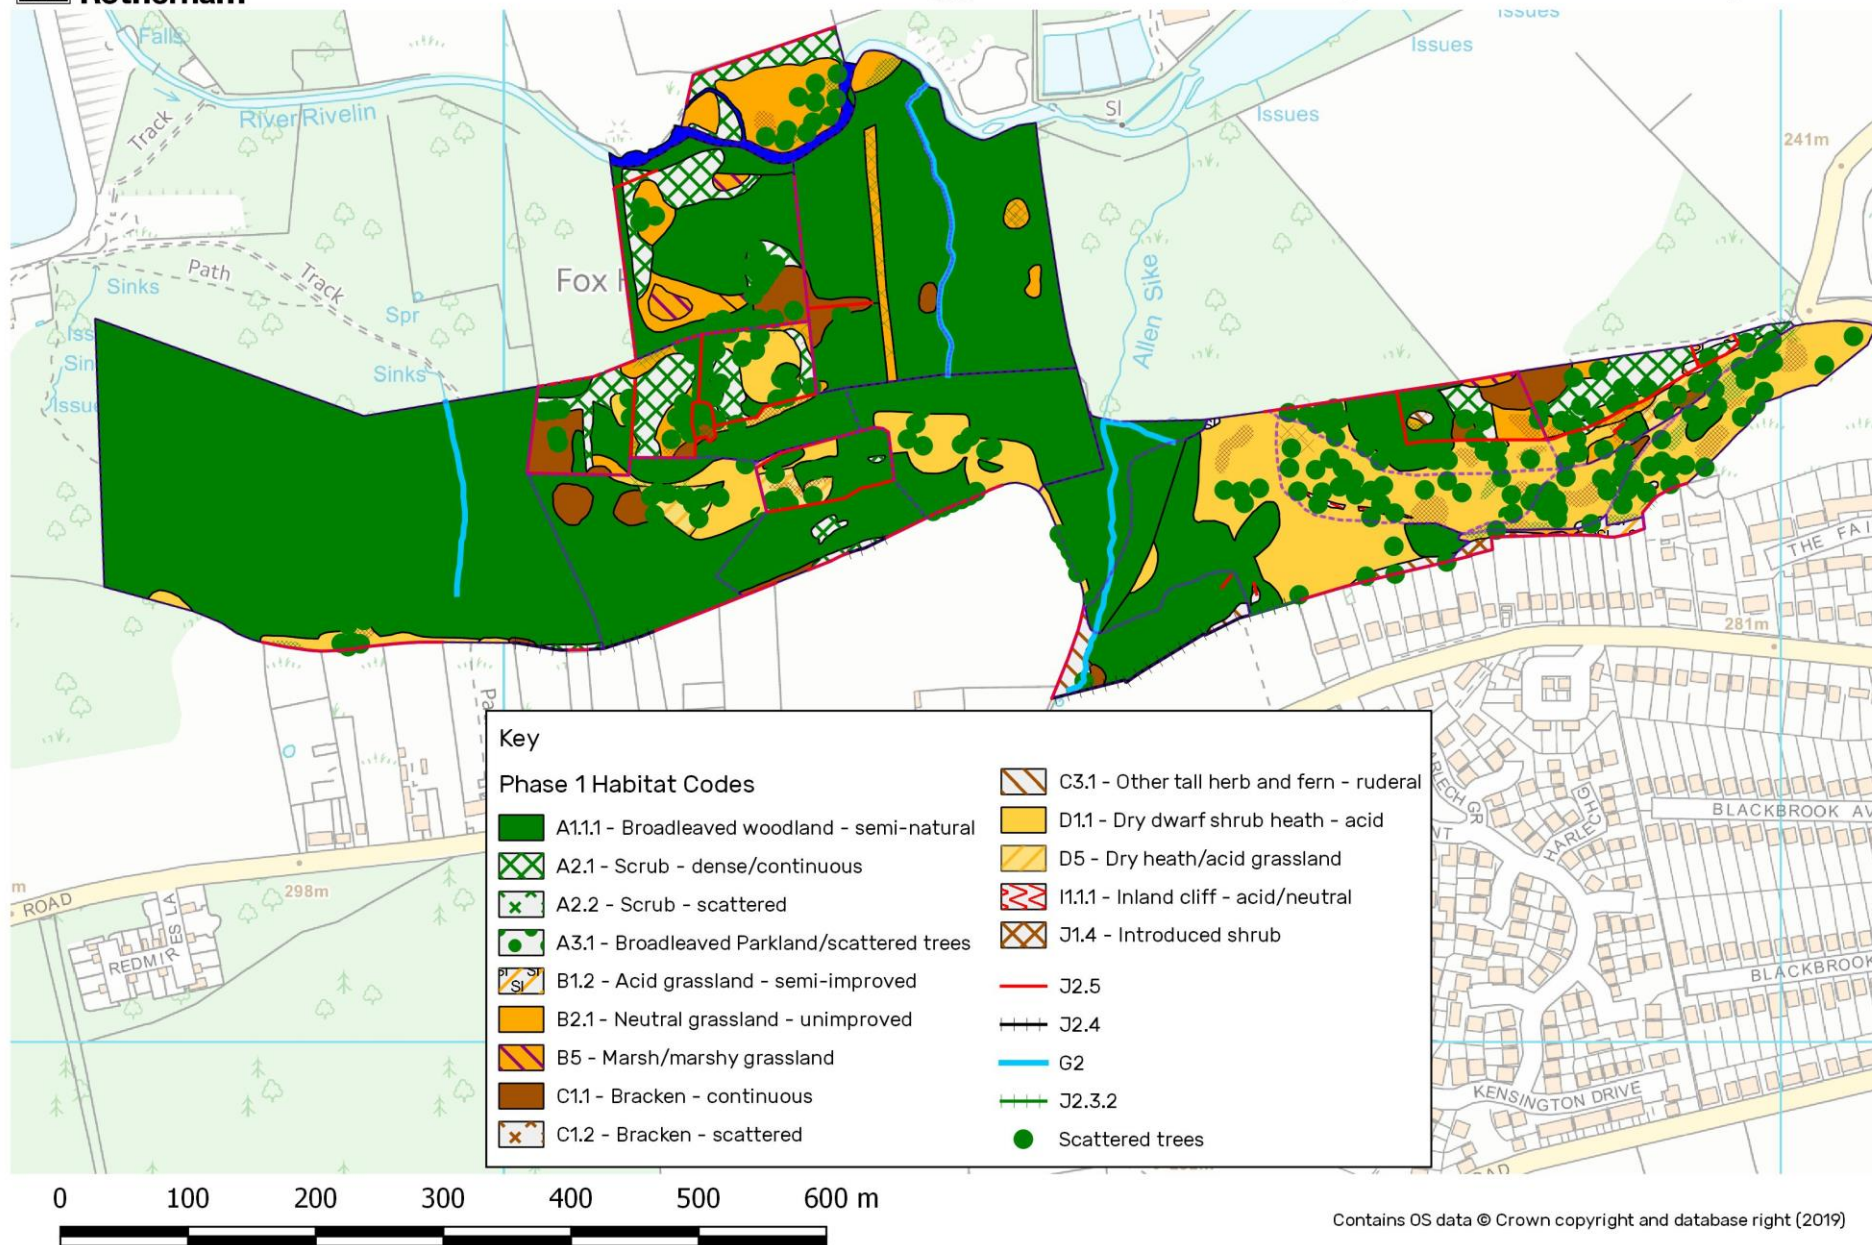 Rotherham
Issues
Falls
Issues
River Rivelin
SI
Issues
Track
241m
Path
Track
Fox
Sinks
Spr
Sinks
Allen Sike
THE FAI
281m
Key
Phase 1 Habitat Codes
A1.1.1 - Broadleaved woodland - semi-natural
A2.1 - Scrub - dense/continuous
A2.2 - Scrub - scattered
A3.1 - Broadleaved Parkland/scattered trees
SI SI SI
B1.2 - Acid grassland - semi-improved
B2.1 - Neutral grassland - unimproved
B5 - Marsh/marshy grassland
C1.1 - Bracken - continuous
C1.2 - Bracken - scattered
C3.1 - Other tall herb and fern - ruderal
D1.1 - Dry dwarf shrub heath - acid
D5 - Dry heath/acid grassland
I1.1.1 - Inland cliff - acid/neutral
J1.4 - Introduced shrub
J2.5
J2.4
G2
J2.3.2
Scattered trees
ARLECH GR
HARLECH G
NT
BLACKBROOK AV
BLACKBROOK
KENSINGTON DRIVE
m
ROAD
298m
REDMIRES LA
0 100 200 300 400 500 600 m
Contains OS data © Crown copyright and database right (2019)